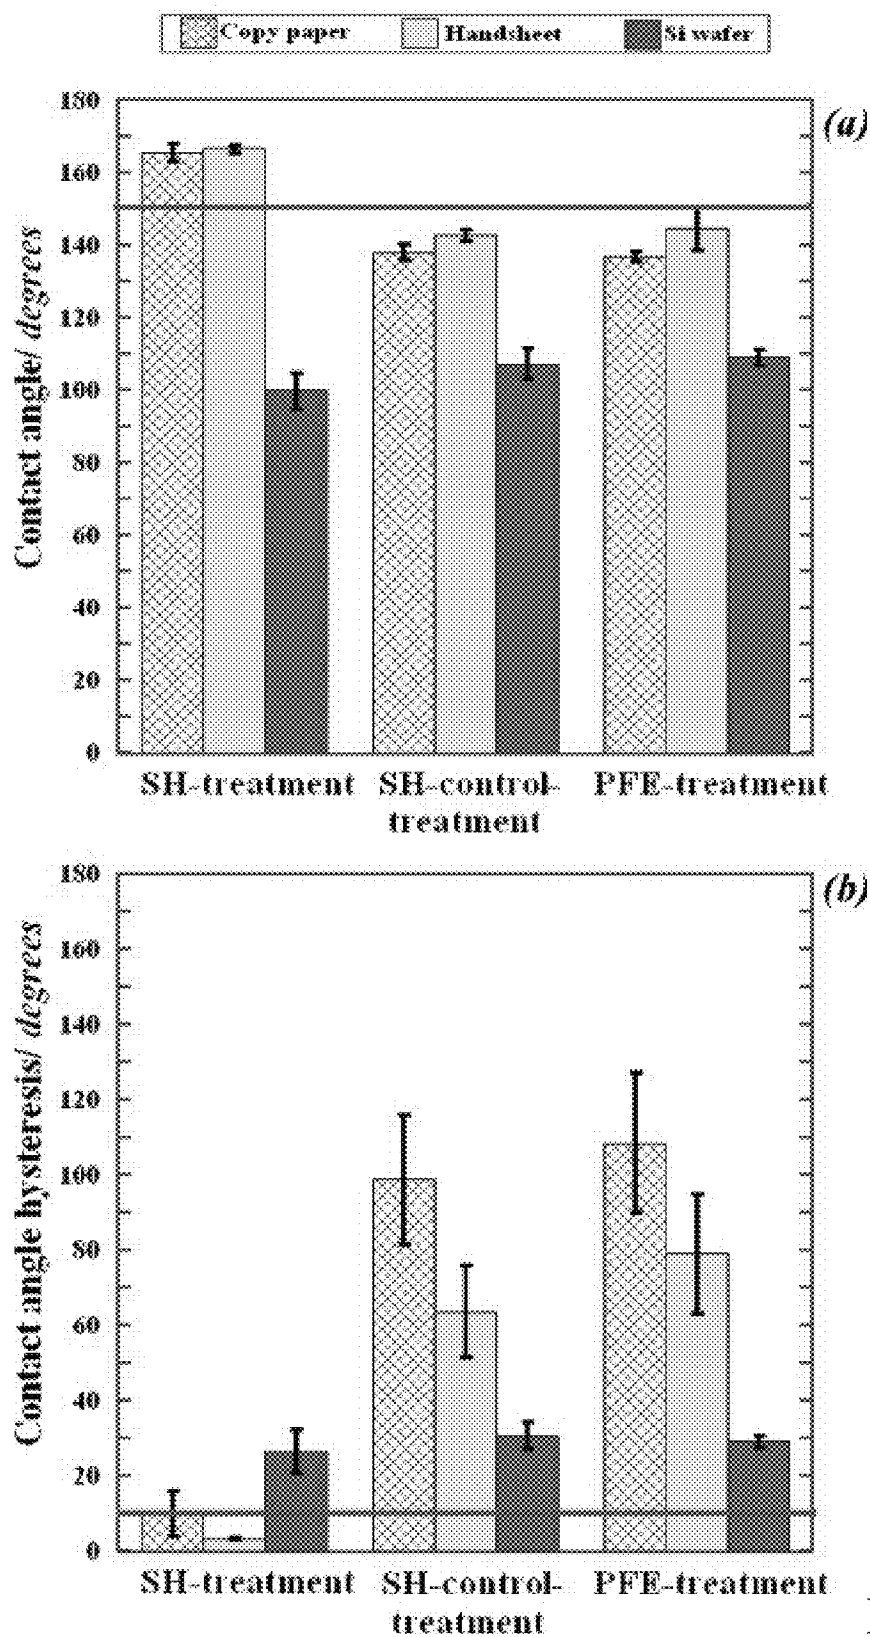 Copy paper Handsheet Si wafer
(a)
Contact angle/ degrees
180
160
140
120
100
80
60
40
20
0
SH-treatment SH-control- PFE-treatment
treatment
(b)
Contact angle hysteresis/ degrees
180
160
140
120
100
80
60
40
20
0
SH-treatment SH-control- PFE-treatment
treatment